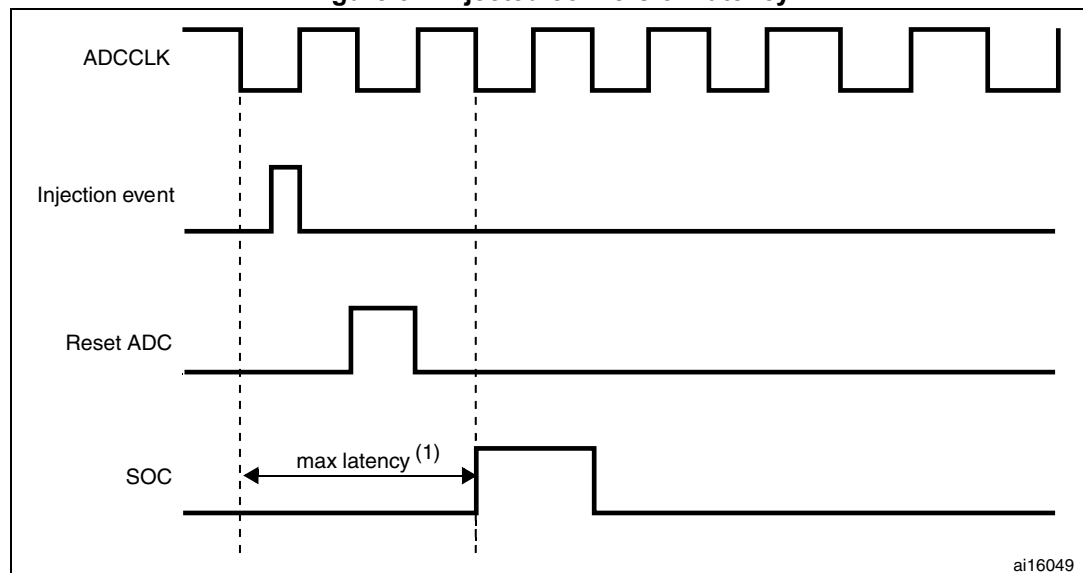 ADCCLK
Injection event
Reset ADC
max latency (1)
SOC
ai16049